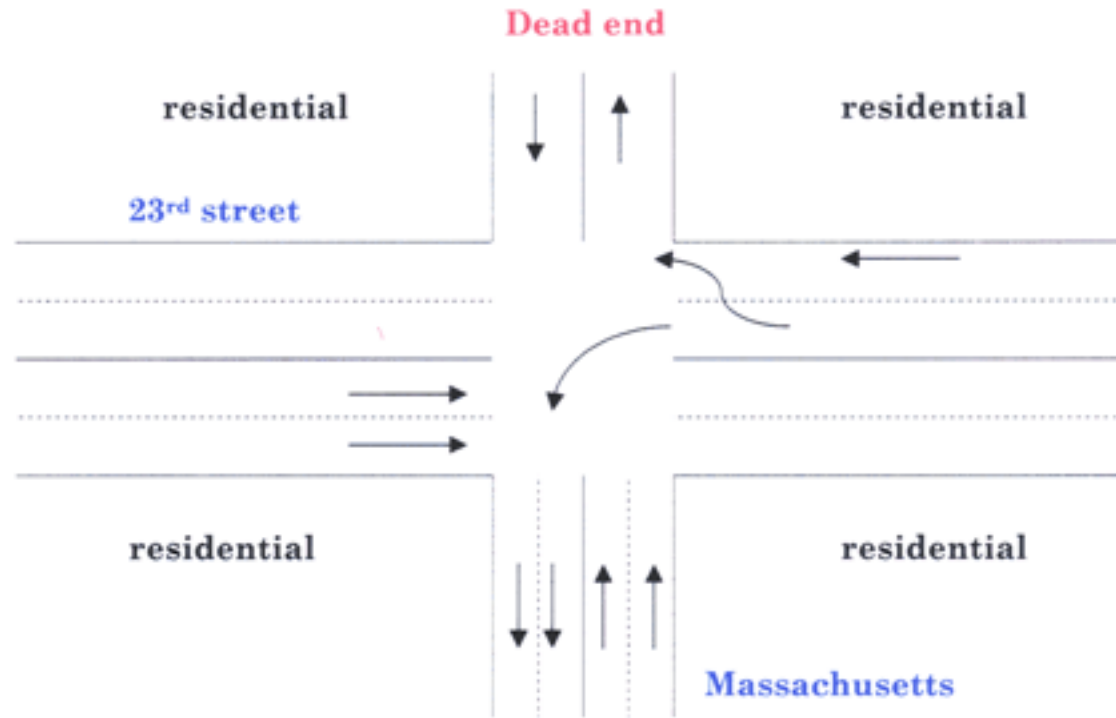 Dead end
residential
residential
23rd street
residential
residential
Massachusetts